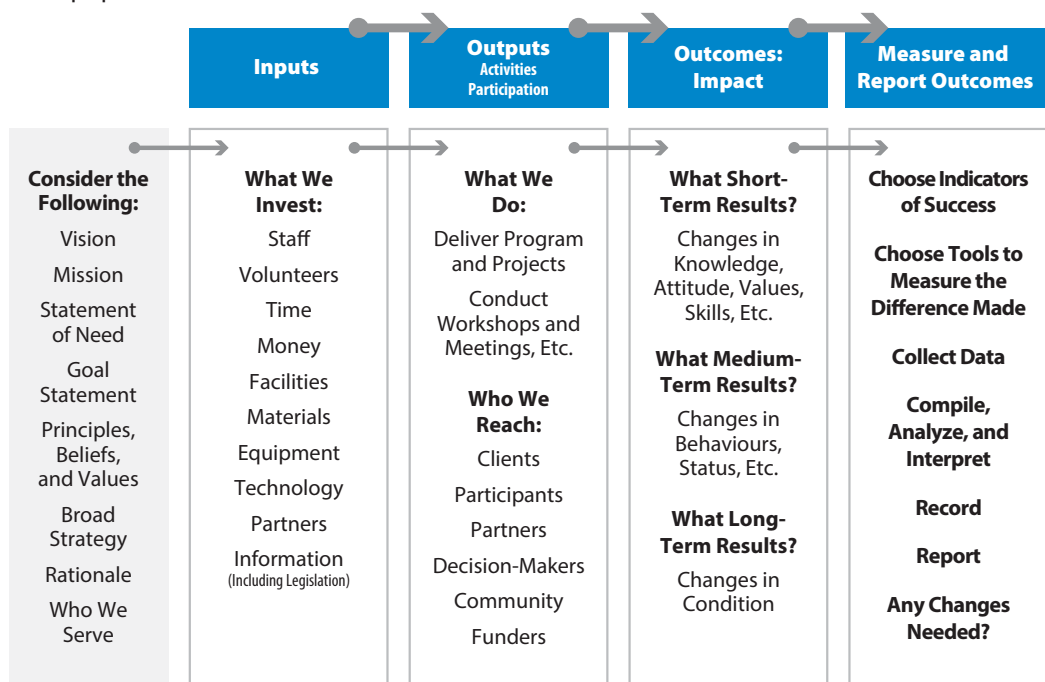 Inputs
Outputs
Activities
Participation
Outcomes:
Impact
Measure and
Report Outcomes
Consider the
Following:
Vision
Mission
Statement
of Need
Goal
Statement
Principles,
Beliefs,
and Values
Broad
Strategy
Rationale
Who We
Serve
What We
Invest:
Staff
Volunteers
Time
Money
Facilities
Materials
Equipment
Technology
Partners
Information
(Including Legislation)
What We
Do:
Deliver Program
and Projects
Conduct
Workshops and
Meetings, Etc.
Who We
Reach:
Clients
Participants
Partners
Decision-Makers
Community
Funders
What Short-
Term Results?
Changes in
Knowledge,
Attitude, Values,
Skills, Etc.
What Medium-
Term Results?
Changes in
Behaviours,
Status, Etc.
What Long-
Term Results?
Changes in
Condition
Choose Indicators
of Success
Choose Tools to
Measure the
Difference Made
Collect Data
Compile,
Analyze, and
Interpret
Record
Report
Any Changes
Needed?